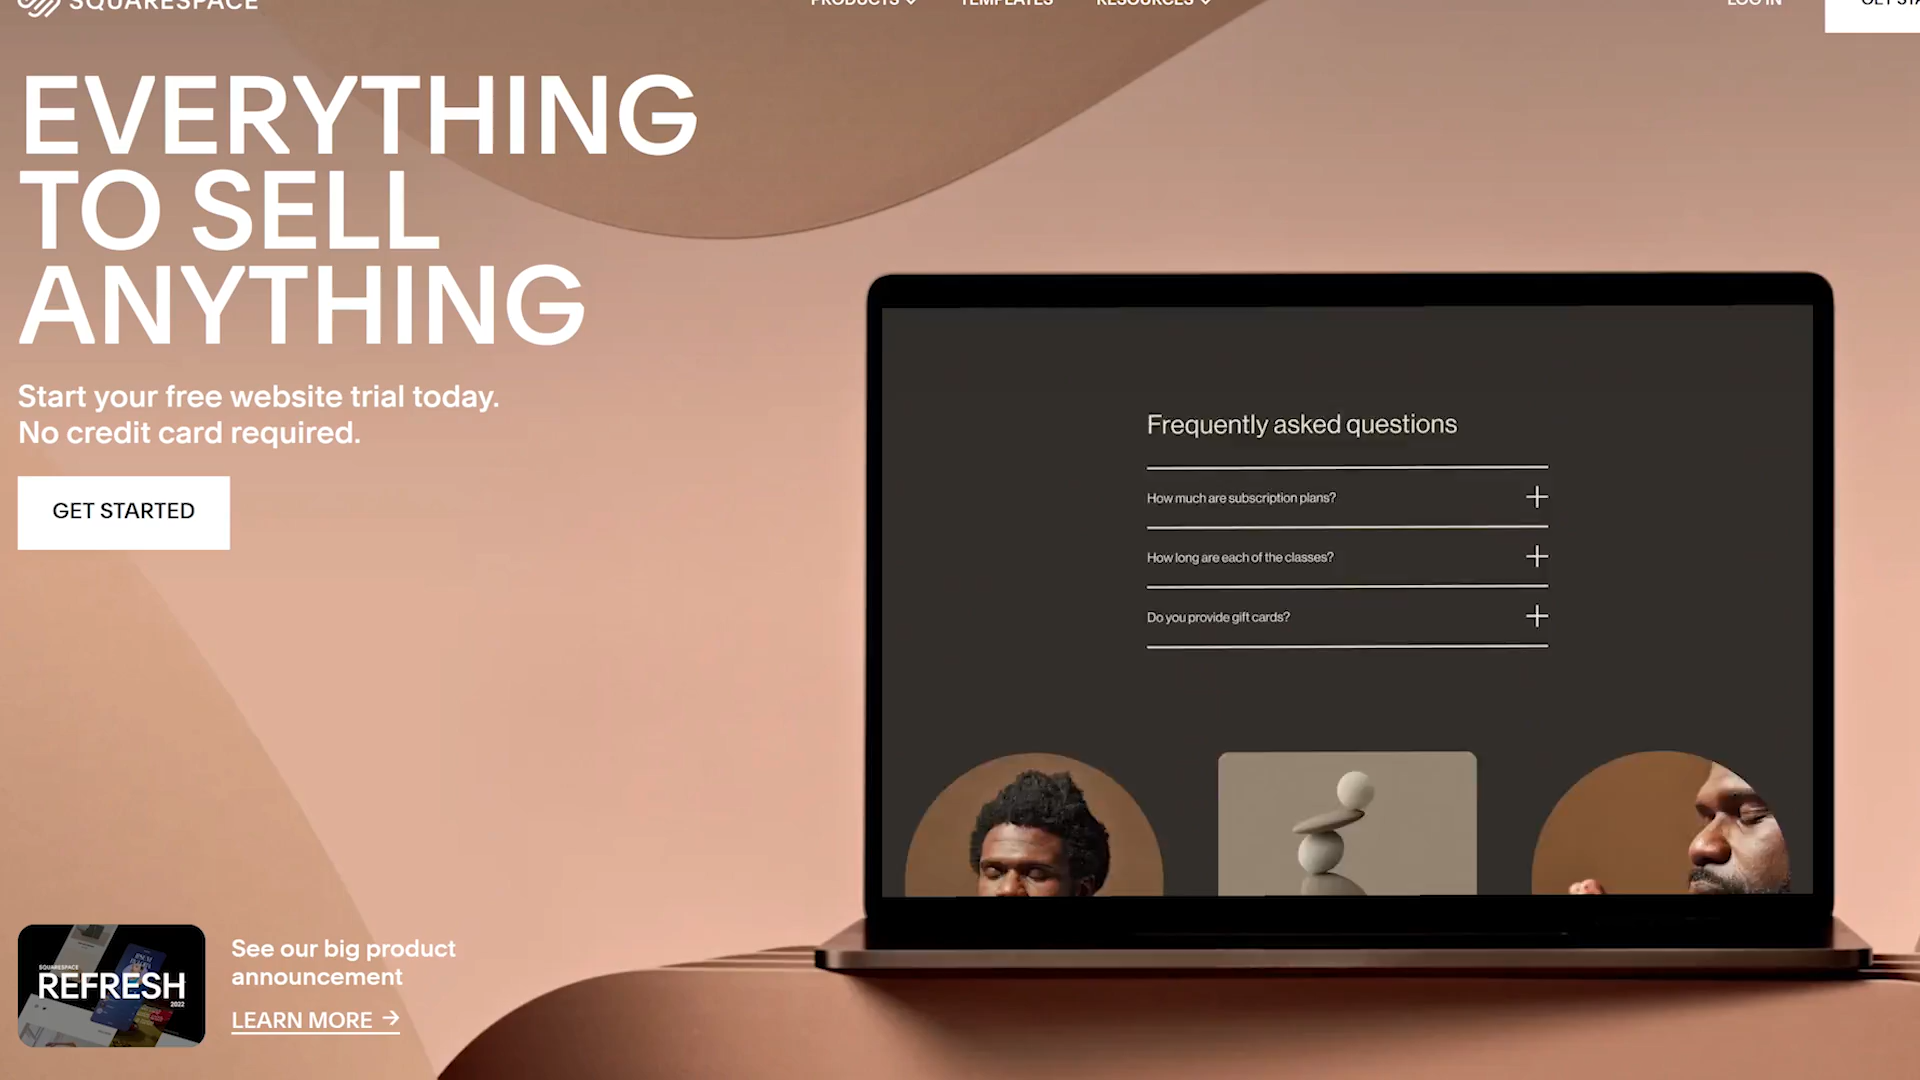 SQUARESPACE
PRODUCTS
TEMPLATES
RESOURCES
LOG IN
EVERYTHING
TO SELL
ANYTHING
Start your free website trial today.
No credit card required.
GET STARTED
Frequently asked questions
How much are subscription plans?
How long are each of the classes?
Do you provide gift cards?
SQUARESPACE
REFRESH
2022
See our big product
announcement
LEARN MORE →